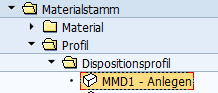 Materialstamm
Material
Profil
Dispositionsprofil
MMD1 - Anlegen